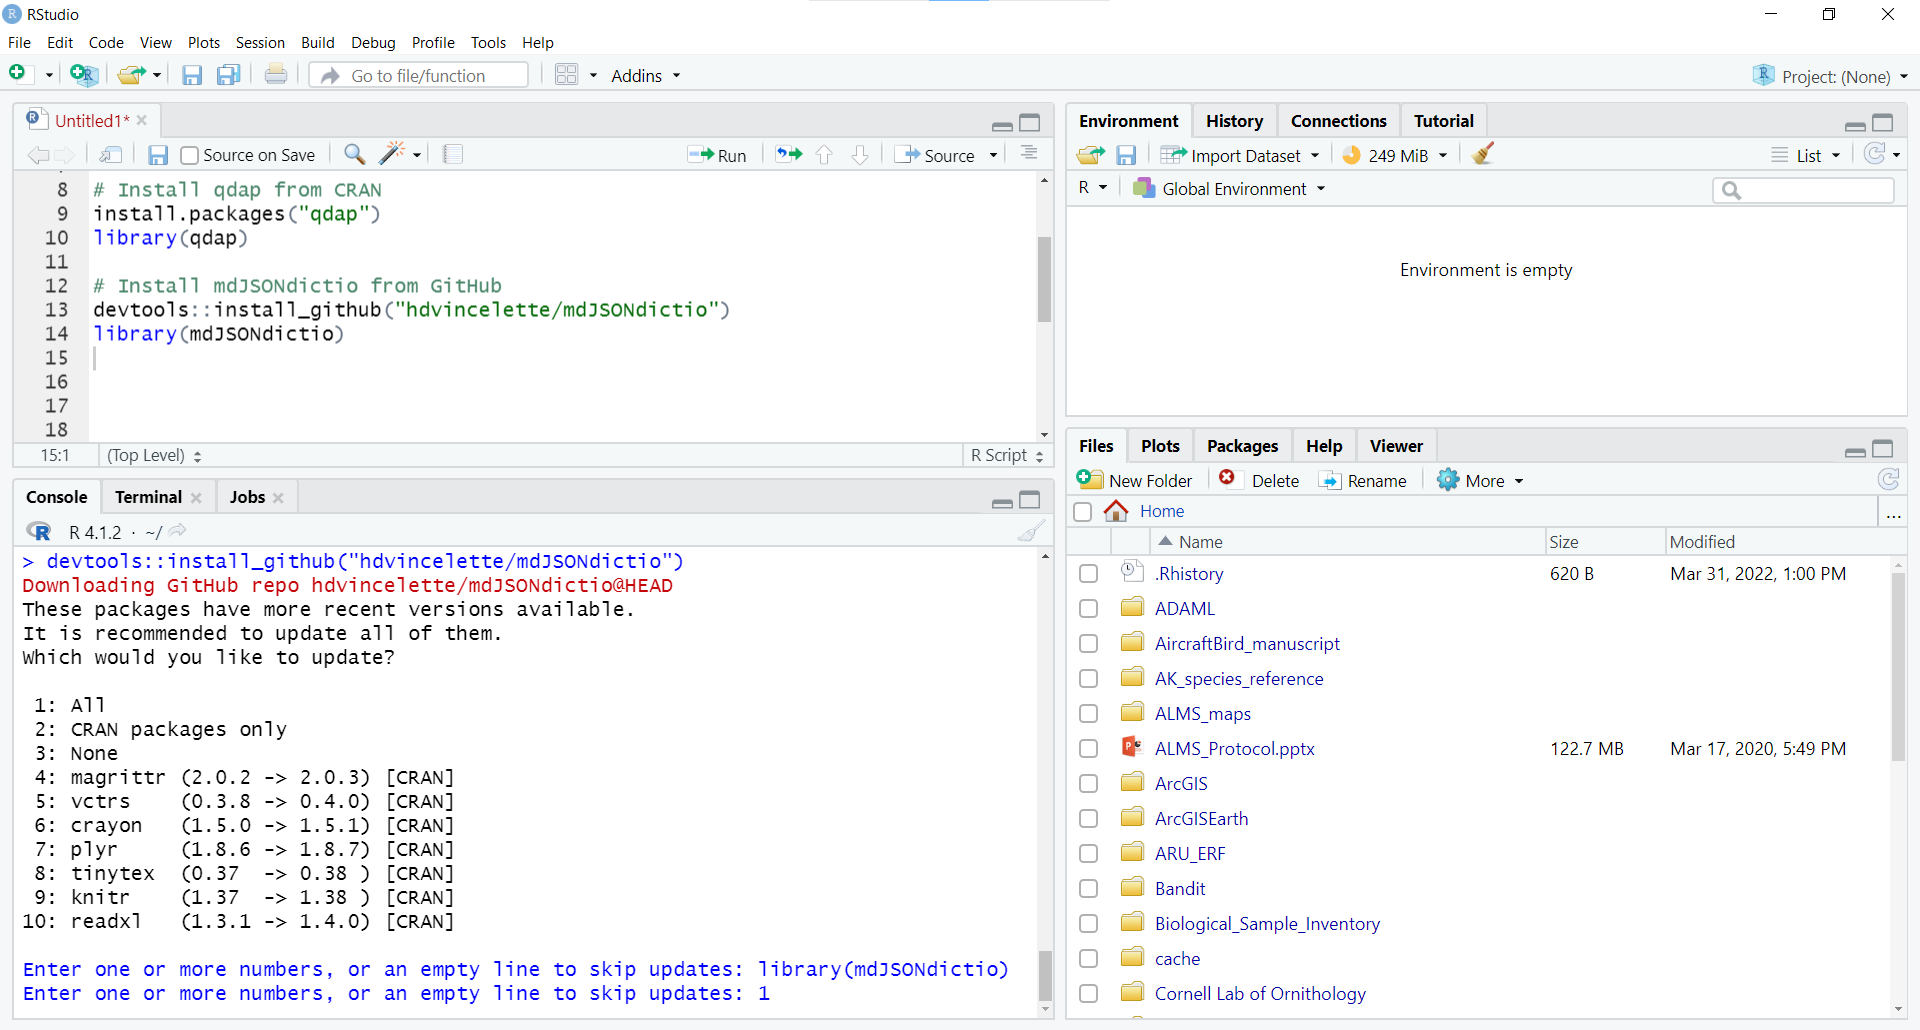 RStudio
File Edit Code View Plots Session Build Debug Profile Tools Help
Go to file/function Addins Project: (None)
Untitled1*
Source on Save Run Source
8 # Install qdap from CRAN
9 install.packages("qdap")
10 library(qdap)
11
12 # Install mdJSONdictio from GitHub
13 devtools::install_github("hdvincelette/mdJSONdictio")
14 library(mdJSONdictio)
15
16
17
18
15:1 (Top Level) R Script
Console Terminal Jobs
R 4.1.2 · ~/
> devtools::install_github("hdvincelette/mdJSONdictio")
Downloading GitHub repo hdvincelette/mdJSONdictio@HEAD
These packages have more recent versions available.
It is recommended to update all of them.
Which would you like to update?
1: All
2: CRAN packages only
3: None
4: magrittr (2.0.2 -> 2.0.3) [CRAN]
5: vctrs (0.3.8 -> 0.4.0) [CRAN]
6: crayon (1.5.0 -> 1.5.1) [CRAN]
7: plyr (1.8.6 -> 1.8.7) [CRAN]
8: tinytex (0.37 -> 0.38 ) [CRAN]
9: knitr (1.37 -> 1.38 ) [CRAN]
10: readxl (1.3.1 -> 1.4.0) [CRAN]
Enter one or more numbers, or an empty line to skip updates: library(mdJSONdictio)
Enter one or more numbers, or an empty line to skip updates: 1
Environment History Connections Tutorial
Import Dataset 249 MiB List
R Global Environment
Environment is empty
Files Plots Packages Help Viewer
New Folder Delete Rename More
Home ...
Name Size Modified
.Rhistory 620 B Mar 31, 2022, 1:00 PM
ADAML
AircraftBird_manuscript
AK_species_reference
ALMS_maps
ALMS_Protocol.pptx 122.7 MB Mar 17, 2020, 5:49 PM
ArcGIS
ArcGISEarth
ARU_ERF
Bandit
Biological_Sample_Inventory
cache
Cornell Lab of Ornithology